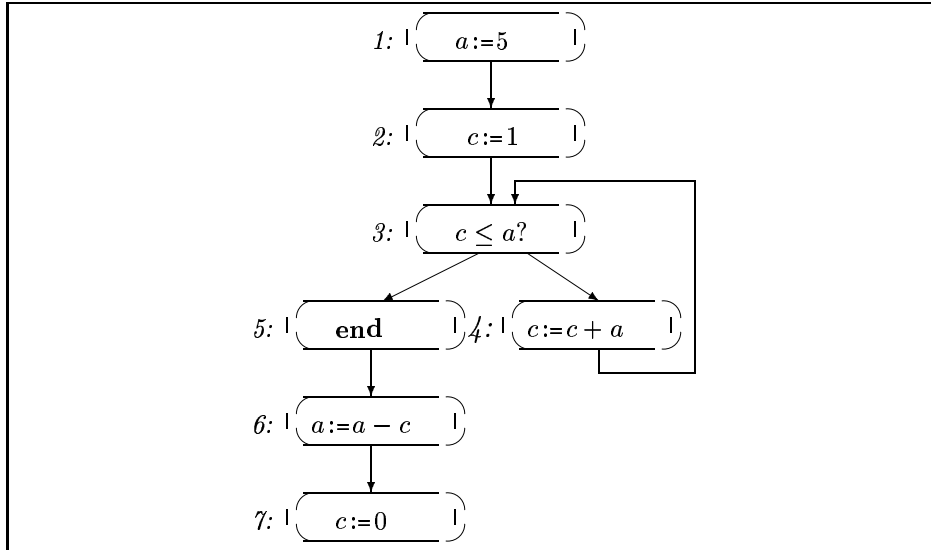 1: a:=5
2: c:=1
3: c ≤ a?
5: end
4: c:=c + a
6: a:=a − c
7: c:=0